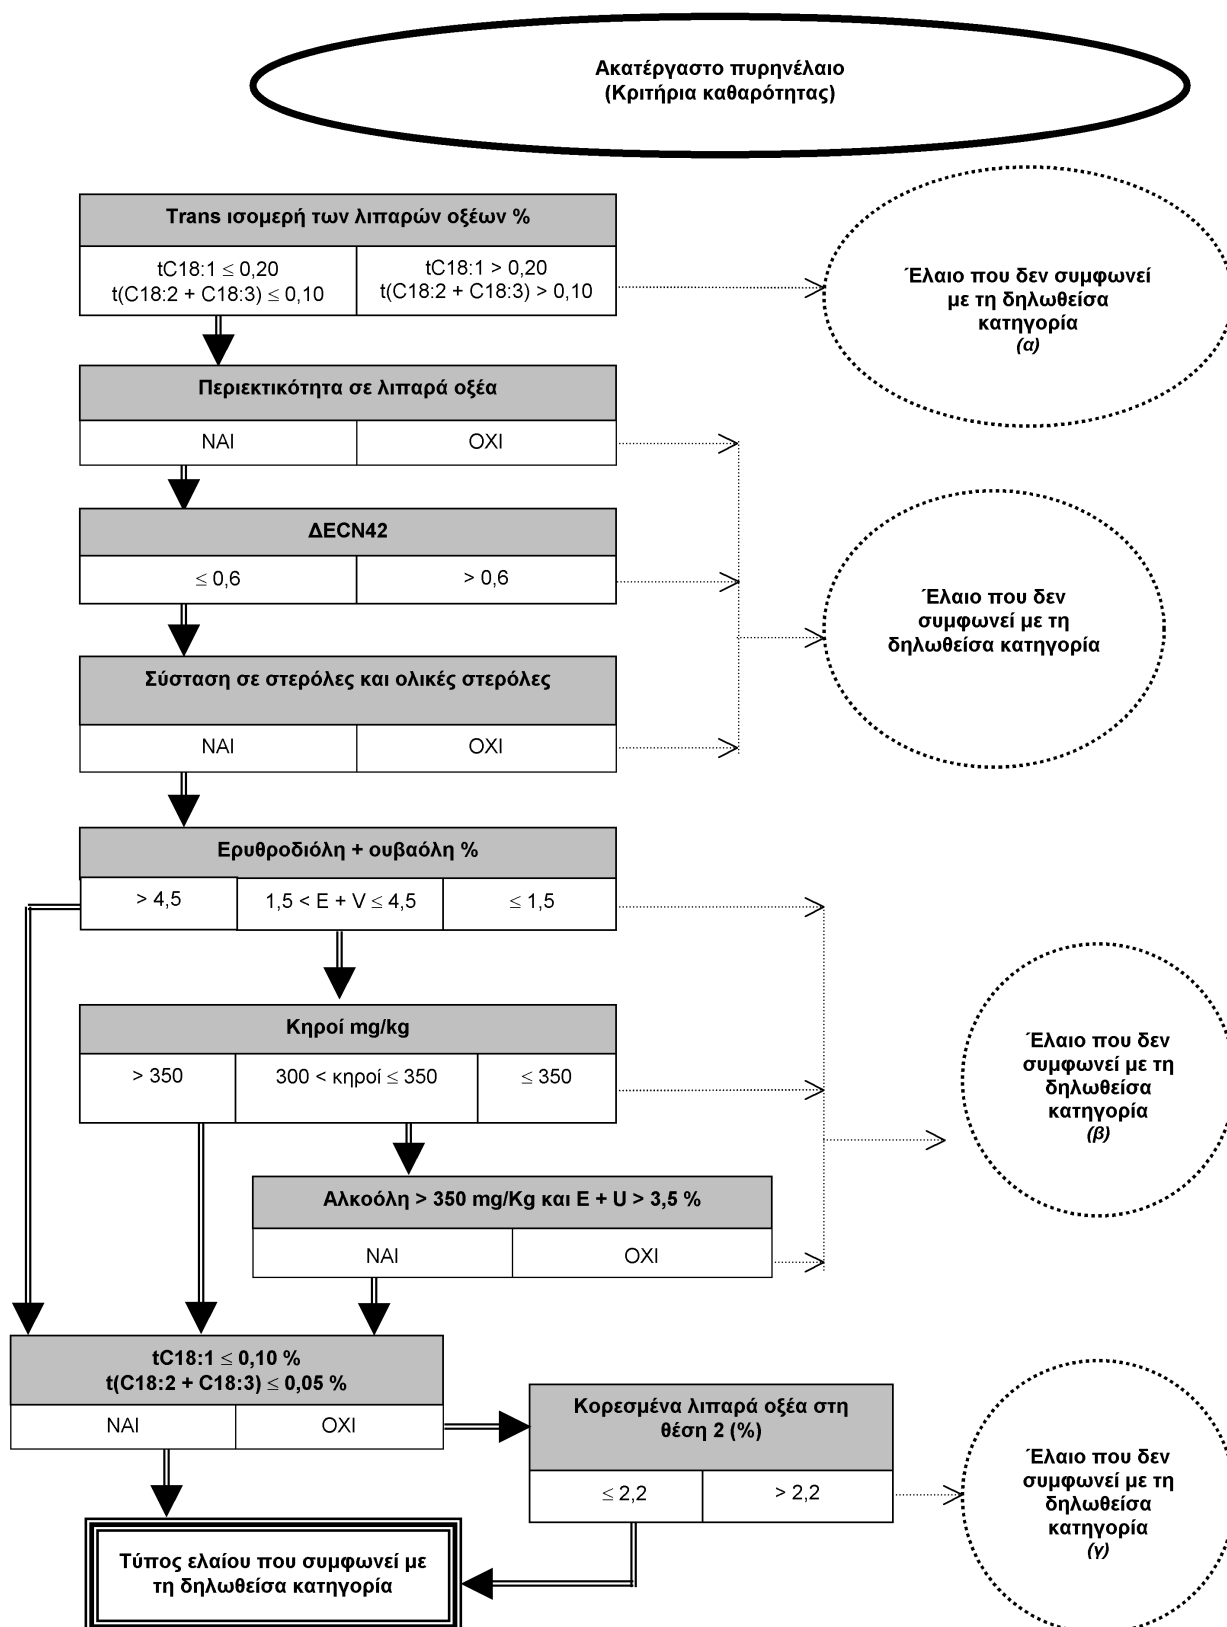 Ακατέργαστο πυρηνέλαιο
(Κριτήρια καθαρότητας)
Trans ισομερή των λιπαρών οξέων %
tC18:1 ≤ 0,20
t(C18:2 + C18:3) ≤ 0,10
tC18:1 > 0,20
t(C18:2 + C18:3) > 0,10
Έλαιο που δεν συμφωνεί
με τη δηλωθείσα
κατηγορία
(α)
Περιεκτικότητα σε λιπαρά οξέα
ΝΑΙ
ΟΧΙ
ΔECN42
≤ 0,6
> 0,6
Έλαιο που δεν
συμφωνεί με τη
δηλωθείσα κατηγορία
Σύσταση σε στερόλες και ολικές στερόλες
ΝΑΙ
ΟΧΙ
Ερυθροδιόλη + ουβαόλη %
> 4,5
1,5 < E + V ≤ 4,5
≤ 1,5
Κηροί mg/kg
> 350
300 < κηροί ≤ 350
≤ 350
Έλαιο που δεν
συμφωνεί με τη
δηλωθείσα
κατηγορία
(β)
Αλκοόλη > 350 mg/Kg και E + U > 3,5 %
ΝΑΙ
ΟΧΙ
tC18:1 ≤ 0,10 %
t(C18:2 + C18:3) ≤ 0,05 %
ΝΑΙ
ΟΧΙ
Κορεσμένα λιπαρά οξέα στη
θέση 2 (%)
≤ 2,2
> 2,2
Έλαιο που δεν
συμφωνεί με τη
δηλωθείσα
κατηγορία
(γ)
Τύπος ελαίου που συμφωνεί με
τη δηλωθείσα κατηγορία